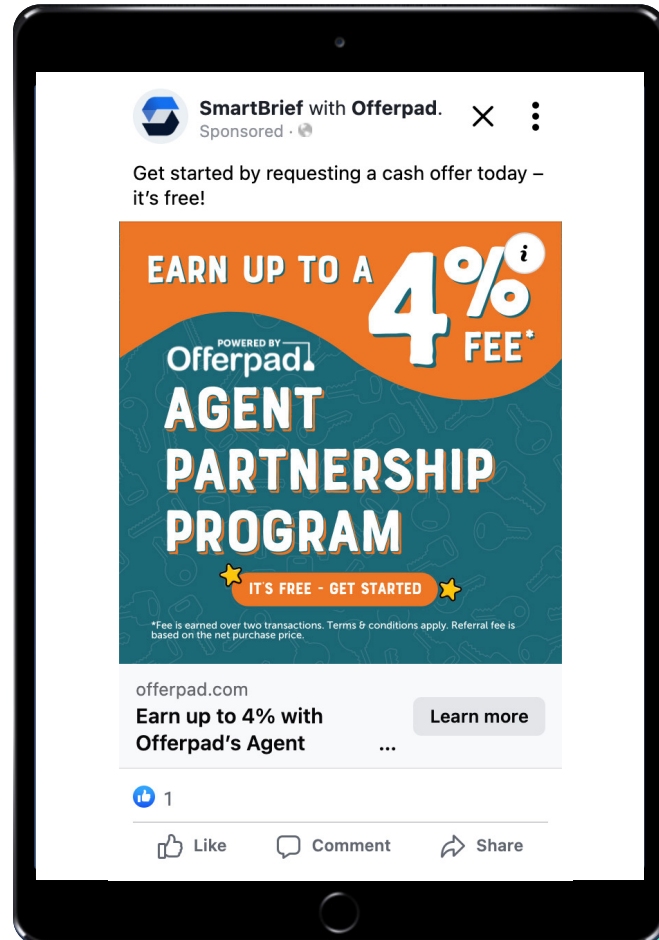 SmartBrief with Offerpad.
Sponsored ·
Get started by requesting a cash offer today –
it's free!
EARN UP TO A 4%
FEE*
i
POWERED BY
Offerpad
AGENT
PARTNERSHIP
PROGRAM
IT'S FREE - GET STARTED
*Fee is earned over two transactions. Terms & conditions apply. Referral fee is
based on the net purchase price.
offerpad.com
Earn up to 4% with
Offerpad's Agent ...
Learn more
1
Like Comment Share